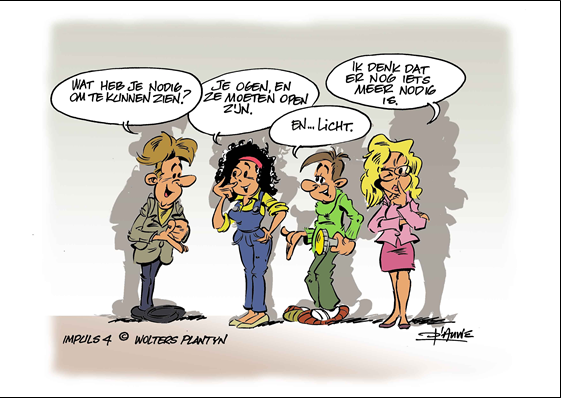 WAT HEB JE NODIG
OM TE KUNNEN ZIEN?
JE OGEN, EN
ZE MOETEN OPEN
ZIJN.
EN... LICHT.
IK DENK DAT
ER NOG IETS
MEER NODIG
IS.
IMPULS 4 © WOLTERS PLANTYN